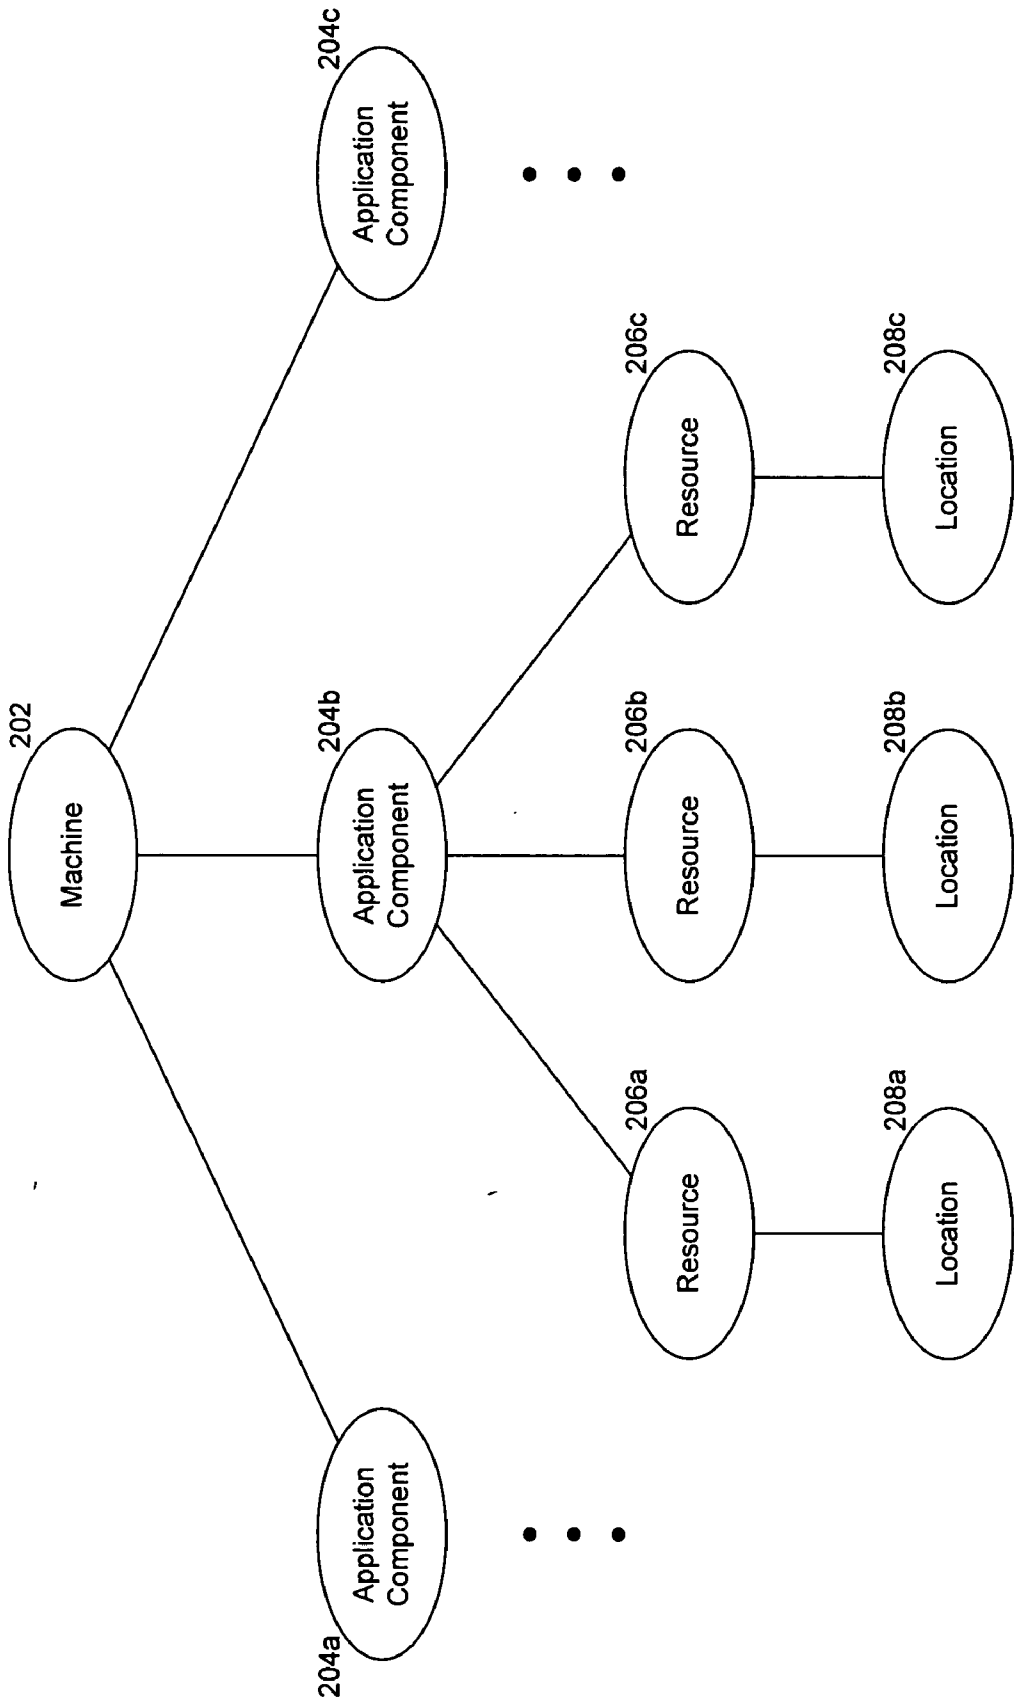 202
Machine
204a
Application
Component
204b
Application
Component
204c
Application
Component
206a
Resource
206b
Resource
206c
Resource
208a
Location
208b
Location
208c
Location